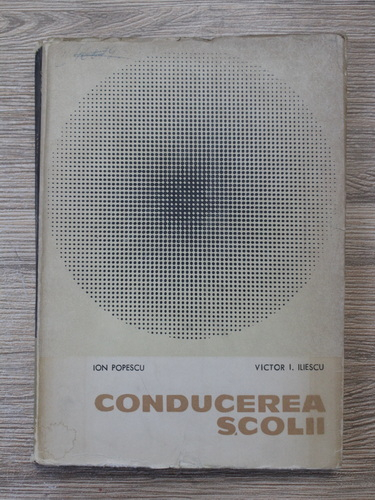 ION POPESCU
VICTOR I. ILIESCU
CONDUCEREA
ȘCOLII